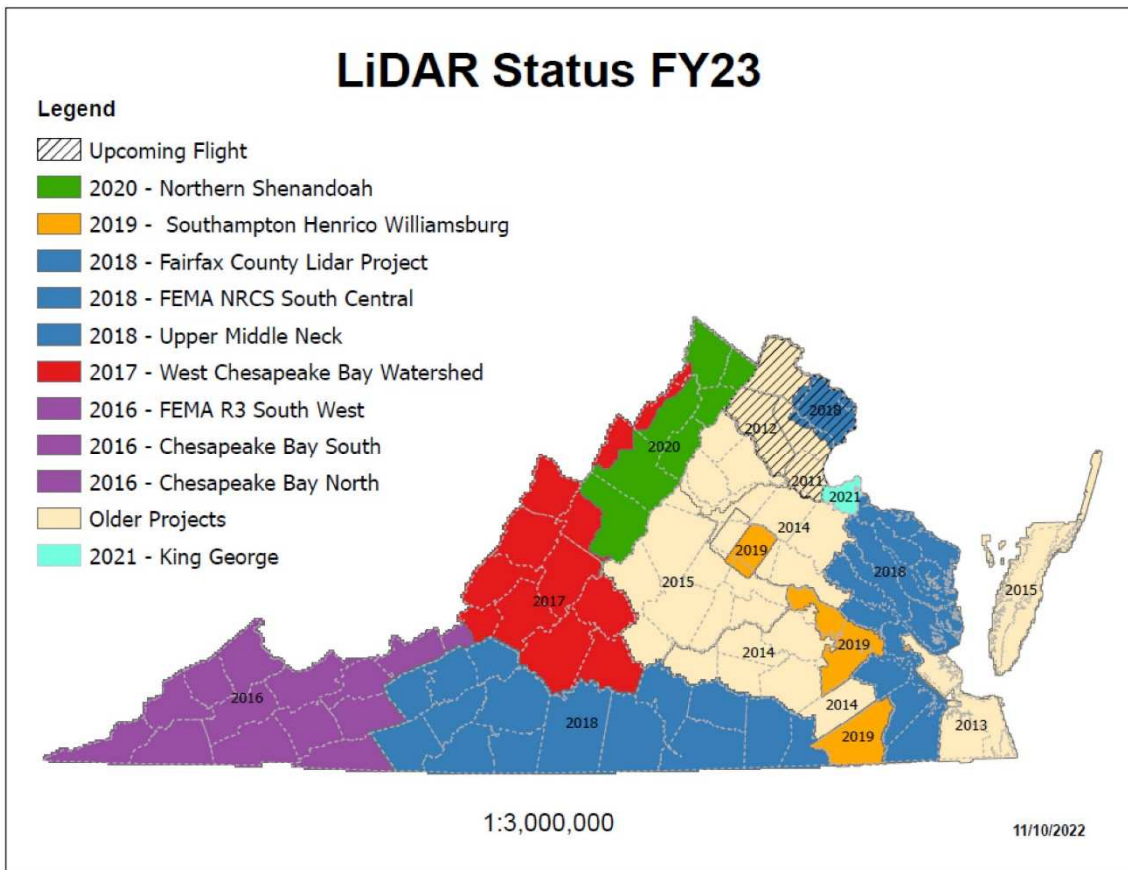 LiDAR Status FY23
Legend
Upcoming Flight
2020 - Northern Shenandoah
2019 - Southampton Henrico Williamsburg
2018 - Fairfax County Lidar Project
2018 - FEMA NRCS South Central
2018 - Upper Middle Neck
2017 - West Chesapeake Bay Watershed
2016 - FEMA R3 South West
2016 - Chesapeake Bay South
2016 - Chesapeake Bay North
Older Projects
2021 - King George
2018
2012
2020
2011
2021
2014
2019
2015
2018
2015
2017
2019
2014
2016
2014
2018
2019
2013
1:3,000,000
11/10/2022